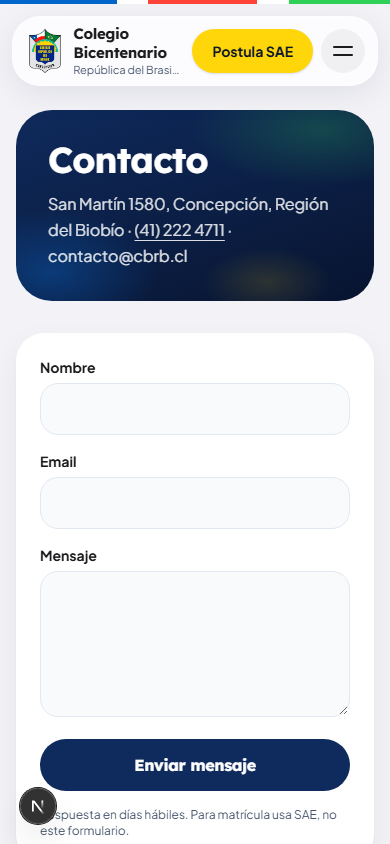 Colegio
Bicentenario
República del Brasi...
Postula SAE
Contacto
San Martín 1580, Concepción, Región
del Biobío · (41) 222 4711 ·
contacto@cbrb.cl
Nombre
Email
Mensaje
Enviar mensaje
N
spuesta en días hábiles. Para matrícula usa SAE, no
este formulario.